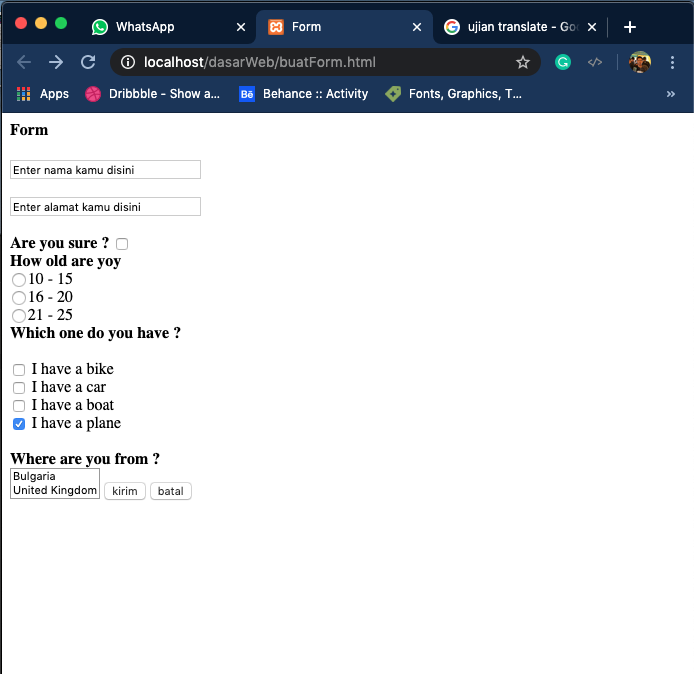 WhatsApp
Form
ujian translate - Go
localhost/dasarWeb/buatForm.html
Apps
Dribbble - Show a...
Bē Behance :: Activity
Fonts, Graphics, T...
»
Form
Enter nama kamu disini
Enter alamat kamu disini
Are you sure ?
How old are yoy
10 - 15
16 - 20
21 - 25
Which one do you have ?
I have a bike
I have a car
I have a boat
I have a plane
Where are you from ?
Bulgaria
United Kingdom kirim batal